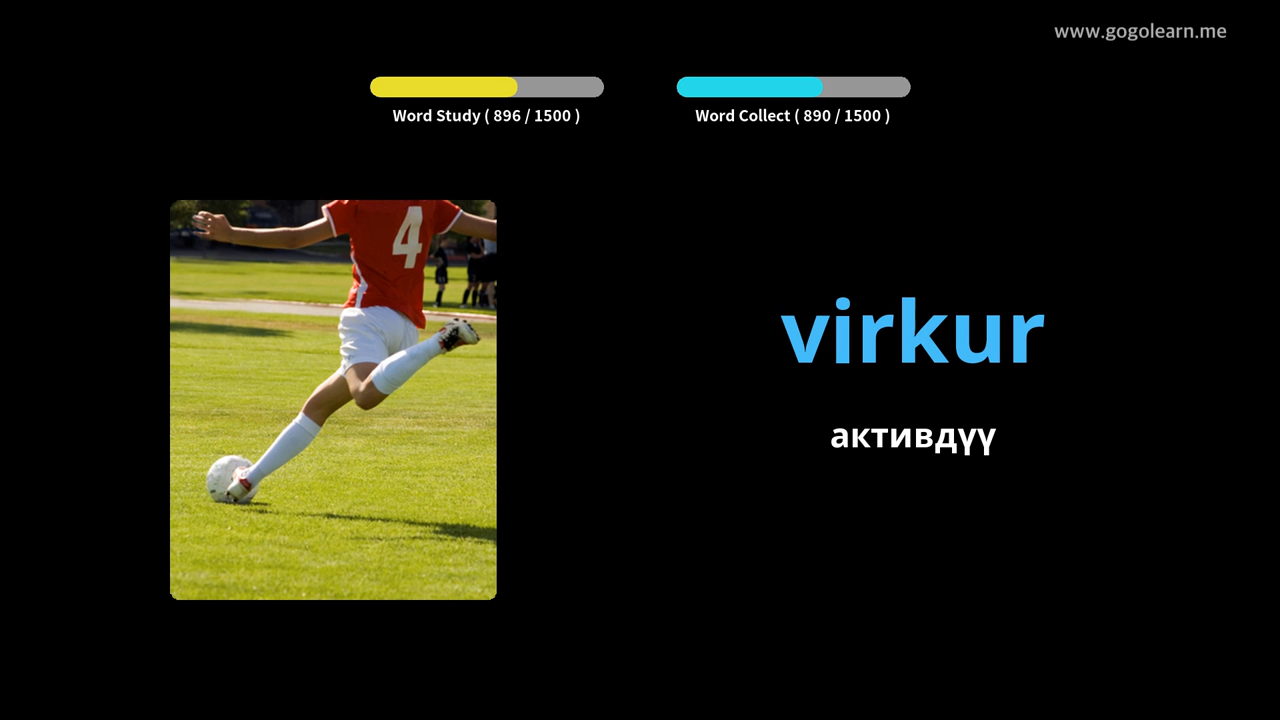 www.gogolearn.me
Word Study ( 896 / 1500 )
Word Collect ( 890 / 1500 )
4
virkur
активдүү